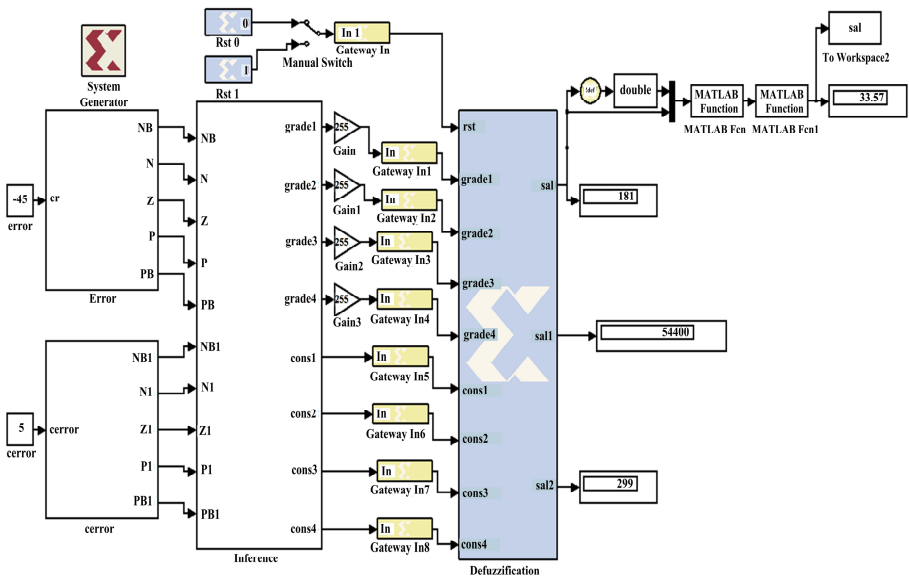 System
Generator
0
Rst 0
1
Rst 1
Manual Switch
In 1
Gateway In
-45
error
cr
NB
N
Z
P
PB
Error
5
cerror
cerror
NB1
N1
Z1
P1
PB1
cerror
NB
N
Z
P
PB
NB1
N1
Z1
P1
PB1
grade1
grade2
grade3
grade4
cons1
cons2
cons3
cons4
Inference
255
Gain
255
Gain1
255
Gain2
255
Gain3
In
Gateway In1
In
Gateway In2
In
Gateway In3
In
Gateway In4
In
Gateway In5
In
Gateway In6
In
Gateway In7
In
Gateway In8
rst
grade1
grade2
grade3
grade4
cons1
cons2
cons3
cons4
sal
sal1
sal2
Defuzzification
double
MATLAB
Function
MATLAB Fcn
MATLAB
Function
MATLAB Fcn1
sal
To Workspace2
33.57
181
54400
299